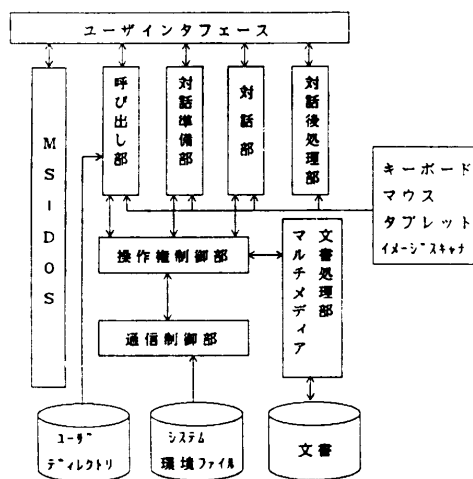 ユーザインタフェース
MS-DOS
呼び出し部
対話準備部
対話部
対話後処理部
キーボード
マウス
タブレット
イメージスキャナ
操作権制御部
文書処理部
マルチメディア
通信制御部
ユーザ
ディレクトリ
システム
環境ファイル
文書